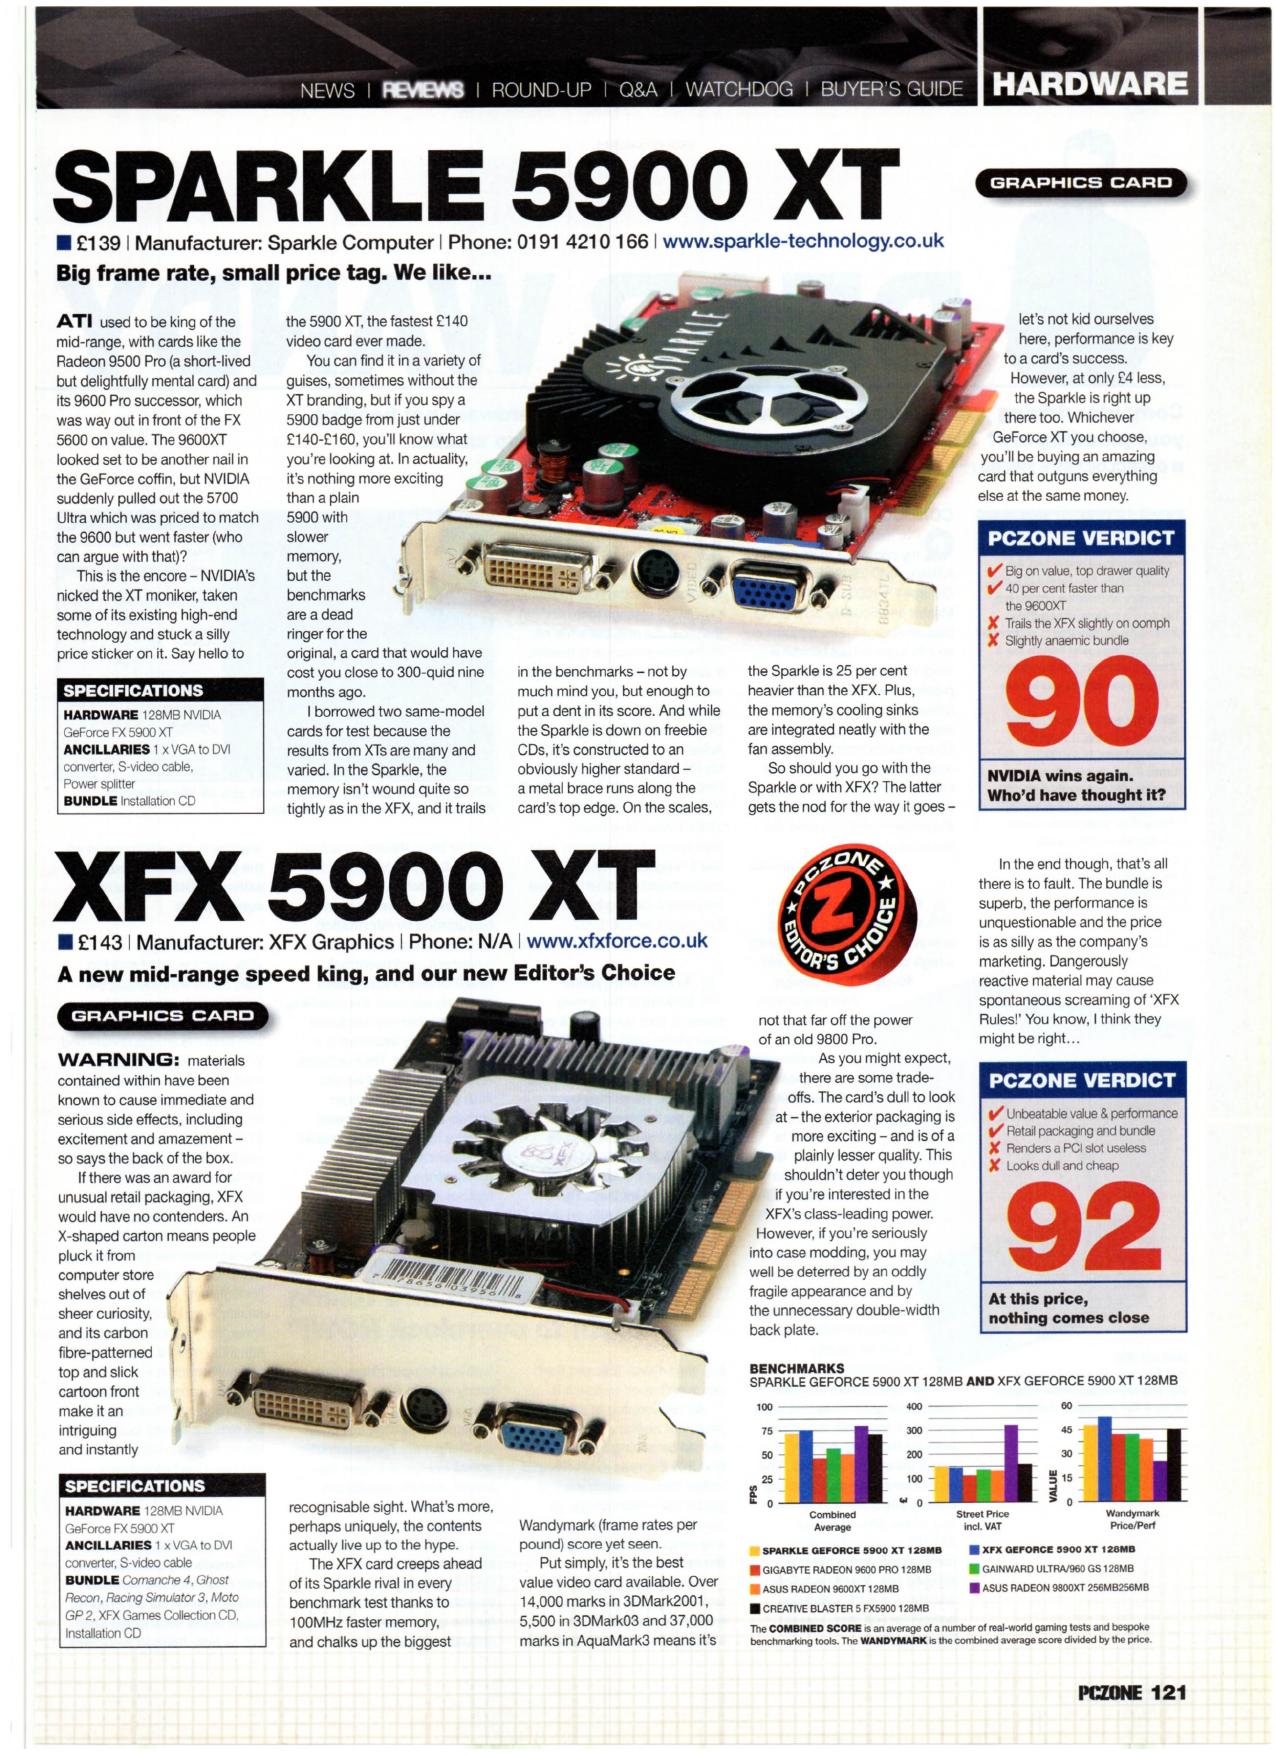 NEWS | REVIEWS | ROUND-UP | Q&A | WATCHDOG | BUYER'S GUIDE
HARDWARE
SPARKLE 5900 XT
GRAPHICS CARD
£139 | Manufacturer: Sparkle Computer | Phone: 0191 4210 166 | www.sparkle-technology.co.uk
Big frame rate, small price tag. We like...
ATI used to be king of the
mid-range, with cards like the
Radeon 9500 Pro (a short-lived
but delightfully mental card) and
its 9600 Pro successor, which
was way out in front of the FX
5600 on value. The 9600XT
looked set to be another nail in
the GeForce coffin, but NVIDIA
suddenly pulled out the 5700
Ultra which was priced to match
the 9600 but went faster (who
can argue with that)?
This is the encore – NVIDIA's
nicked the XT moniker, taken
some of its existing high-end
technology and stuck a silly
price sticker on it. Say hello to
SPECIFICATIONS
HARDWARE 128MB NVIDIA
GeForce FX 5900 XT
ANCILLARIES 1 x VGA to DVI
converter, S-video cable,
Power splitter
BUNDLE Installation CD
the 5900 XT, the fastest £140
video card ever made.
You can find it in a variety of
guises, sometimes without the
XT branding, but if you spy a
5900 badge from just under
£140-£160, you'll know what
you're looking at. In actuality,
it's nothing more exciting
than a plain
5900 with
slower
memory,
but the
benchmarks
are a dead
ringer for the
original, a card that would have
cost you close to 300-quid nine
months ago.
I borrowed two same-model
cards for test because the
results from XTs are many and
varied. In the Sparkle, the
memory isn't wound quite so
tightly as in the XFX, and it trails
SPARKLE
VIDEO
D-SUB
in the benchmarks – not by
much mind you, but enough to
put a dent in its score. And while
the Sparkle is down on freebie
CDs, it's constructed to an
obviously higher standard –
a metal brace runs along the
card's top edge. On the scales,
the Sparkle is 25 per cent
heavier than the XFX. Plus,
the memory's cooling sinks
are integrated neatly with the
fan assembly.
So should you go with the
Sparkle or with XFX? The latter
gets the nod for the way it goes –
let's not kid ourselves
here, performance is key
to a card's success.
However, at only £4 less,
the Sparkle is right up
there too. Whichever
GeForce XT you choose,
you'll be buying an amazing
card that outguns everything
else at the same money.
PCZONE VERDICT
✓ Big on value, top drawer quality
✓ 40 per cent faster than
the 9600XT
✗ Trails the XFX slightly on oomph
✗ Slightly anaemic bundle
90
NVIDIA wins again.
Who'd have thought it?
XFX 5900 XT
£143 | Manufacturer: XFX Graphics | Phone: N/A | www.xfxforce.co.uk
A new mid-range speed king, and our new Editor's Choice
PCZONE
Z
EDITOR'S CHOICE
GRAPHICS CARD
WARNING: materials
contained within have been
known to cause immediate and
serious side effects, including
excitement and amazement –
so says the back of the box.
If there was an award for
unusual retail packaging, XFX
would have no contenders. An
X-shaped carton means people
pluck it from
computer store
shelves out of
sheer curiosity,
and its carbon
fibre-patterned
top and slick
cartoon front
make it an
intriguing
and instantly
SPECIFICATIONS
HARDWARE 128MB NVIDIA
GeForce FX 5900 XT
ANCILLARIES 1 x VGA to DVI
converter, S-video cable
BUNDLE Comanche 4, Ghost
Recon, Racing Simulator 3, Moto
GP 2, XFX Games Collection CD,
Installation CD
XFX
recognisable sight. What's more,
perhaps uniquely, the contents
actually live up to the hype.
The XFX card creeps ahead
of its Sparkle rival in every
benchmark test thanks to
100MHz faster memory,
and chalks up the biggest
Wandymark (frame rates per
pound) score yet seen.
Put simply, it's the best
value video card available. Over
14,000 marks in 3DMark2001,
5,500 in 3DMark03 and 37,000
marks in AquaMark3 means it's
not that far off the power
of an old 9800 Pro.
As you might expect,
there are some trade-
offs. The card's dull to look
at – the exterior packaging is
more exciting – and is of a
plainly lesser quality. This
shouldn't deter you though
if you're interested in the
XFX's class-leading power.
However, if you're seriously
into case modding, you may
well be deterred by an oddly
fragile appearance and by
the unnecessary double-width
back plate.
In the end though, that's all
there is to fault. The bundle is
superb, the performance is
unquestionable and the price
is as silly as the company's
marketing. Dangerously
reactive material may cause
spontaneous screaming of 'XFX
Rules!' You know, I think they
might be right...
PCZONE VERDICT
✓ Unbeatable value & performance
✓ Retail packaging and bundle
✗ Renders a PCI slot useless
✗ Looks dull and cheap
92
At this price,
nothing comes close
BENCHMARKS
SPARKLE GEFORCE 5900 XT 128MB AND XFX GEFORCE 5900 XT 128MB
100
75
50
25
0
FPS
Combined
Average
400
300
200
100
0
£
Street Price
incl. VAT
60
45
30
15
0
VALUE
Wandymark
Price/Perf
SPARKLE GEFORCE 5900 XT 128MB
XFX GEFORCE 5900 XT 128MB
GIGABYTE RADEON 9600 PRO 128MB
GAINWARD ULTRA/960 GS 128MB
ASUS RADEON 9600XT 128MB
ASUS RADEON 9800XT 256MB256MB
CREATIVE BLASTER 5 FX5900 128MB
The COMBINED SCORE is an average of a number of real-world gaming tests and bespoke
benchmarking tools. The WANDYMARK is the combined average score divided by the price.
PCZONE 121